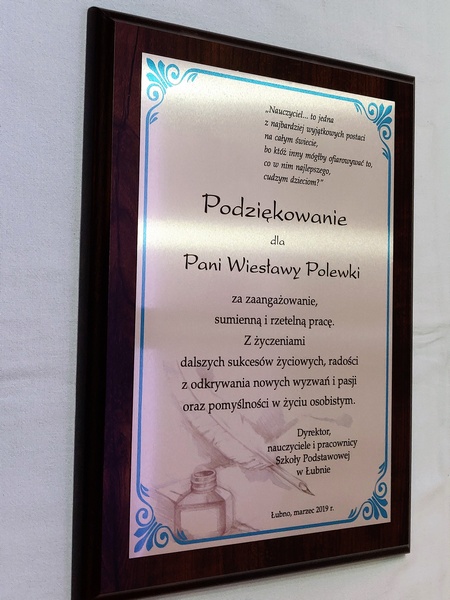 „Nauczyciel... to jedna
z najbardziej wyjątkowych postaci
na całym świecie,
bo któż inny mógłby ofiarowywać to,
co w nim najlepszego,
cudzym dzieciom?”
Podziękowanie
dla
Pani Wiesławy Polewki
za zaangażowanie,
sumienną i rzetelną pracę.
Z życzeniami
dalszych sukcesów życiowych, radości
z odkrywania nowych wyzwań i pasji
oraz pomyślności w życiu osobistym.
Dyrektor,
nauczyciele i pracownicy
Szkoły Podstawowej
w Łubnie
Łubno, marzec 2019 r.